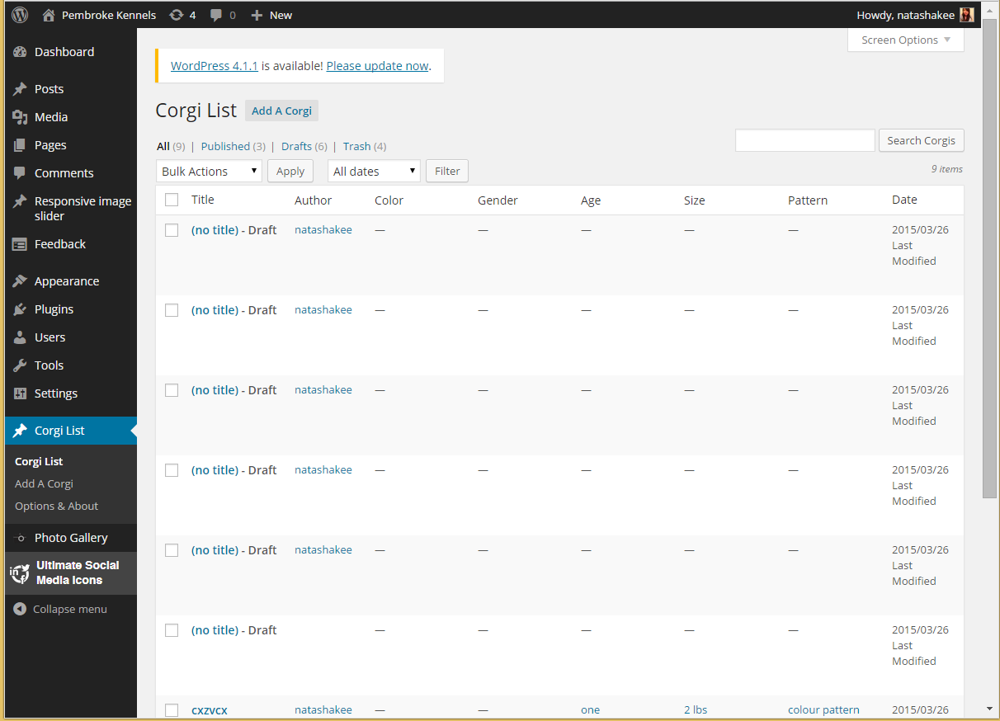 Pembroke Kennels 4 0 New Howdy, natashakee
Screen Options
Dashboard
Posts
Media
Pages
Comments
Responsive image
slider
Feedback
Appearance
Plugins
Users
Tools
Settings
Corgi List
Corgi List
Add A Corgi
Options & About
Photo Gallery
Ultimate Social
Media Icons
Collapse menu
WordPress 4.1.1 is available! Please update now.
Corgi List Add A Corgi
All (9) | Published (3) | Drafts (6) | Trash (4)
Search Corgis
Bulk Actions Apply All dates Filter
9 items
Title Author Color Gender Age Size Pattern Date
(no title) - Draft natashakee — — — — — 2015/03/26
Last
Modified
(no title) - Draft natashakee — — — — — 2015/03/26
Last
Modified
(no title) - Draft natashakee — — — — — 2015/03/26
Last
Modified
(no title) - Draft natashakee — — — — — 2015/03/26
Last
Modified
(no title) - Draft natashakee — — — — — 2015/03/26
Last
Modified
(no title) - Draft — — — — — 2015/03/26
Last
Modified
cxzvcx natashakee — — one 2 lbs colour pattern 2015/03/26